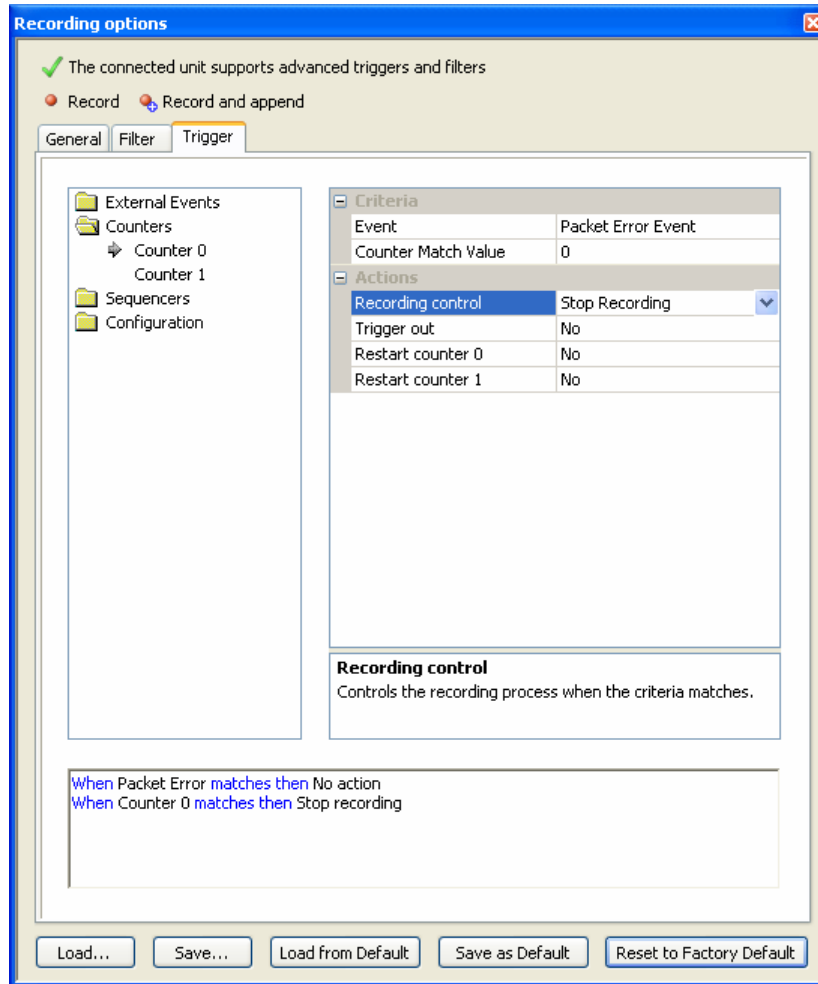 Recording options
The connected unit supports advanced triggers and filters
Record Record and append
General Filter Trigger
External Events
Counters
Counter 0
Counter 1
Sequencers
Configuration
Criteria
Event Packet Error Event
Counter Match Value 0
Actions
Recording control Stop Recording
Trigger out No
Restart counter 0 No
Restart counter 1 No
Recording control
Controls the recording process when the criteria matches.
When Packet Error matches then No action
When Counter 0 matches then Stop recording
Load... Save... Load from Default Save as Default Reset to Factory Default